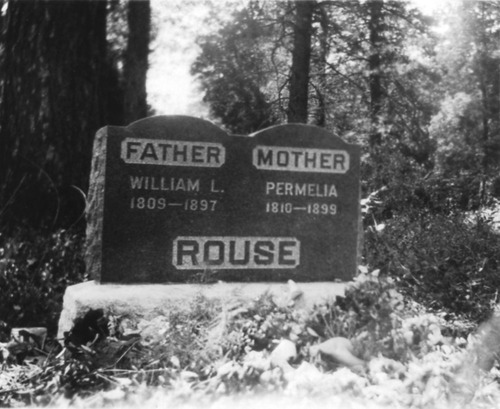 FATHER
WILLIAM L.
1809—1897
MOTHER
PERMELIA
1810—1899
ROUSE